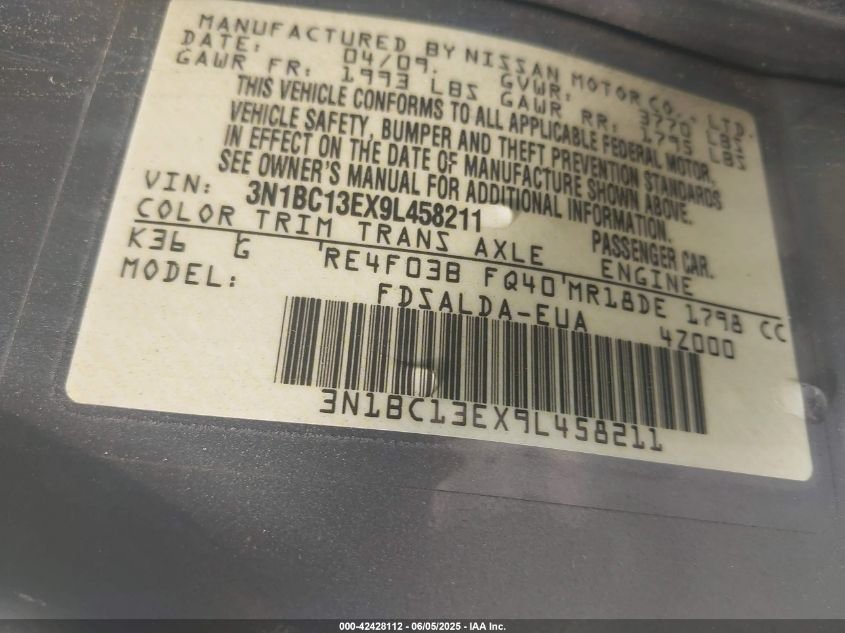 MANUFACTURED BY NISSAN MOTOR CO., LTD.
DATE: 04/09. GVWR: 3770 LBS
GAWR FR: 1993 LBS GAWR RR: 1795 LBS
THIS VEHICLE CONFORMS TO ALL APPLICABLE FEDERAL MOTOR
VEHICLE SAFETY, BUMPER AND THEFT PREVENTION STANDARDS
IN EFFECT ON THE DATE OF MANUFACTURE SHOWN ABOVE.
SEE OWNER'S MANUAL FOR ADDITIONAL INFORMATION.
VIN: 3N1BC13EX9L458211 PASSENGER CAR.
COLOR TRIM TRANS AXLE ENGINE
K36 G RE4F03B FQ40 MR18DE 1798 CC
MODEL: FDSALDA-EUA 4Z000
3N1BC13EX9L458211
000-42428112 - 06/05/2025 - IAA Inc.